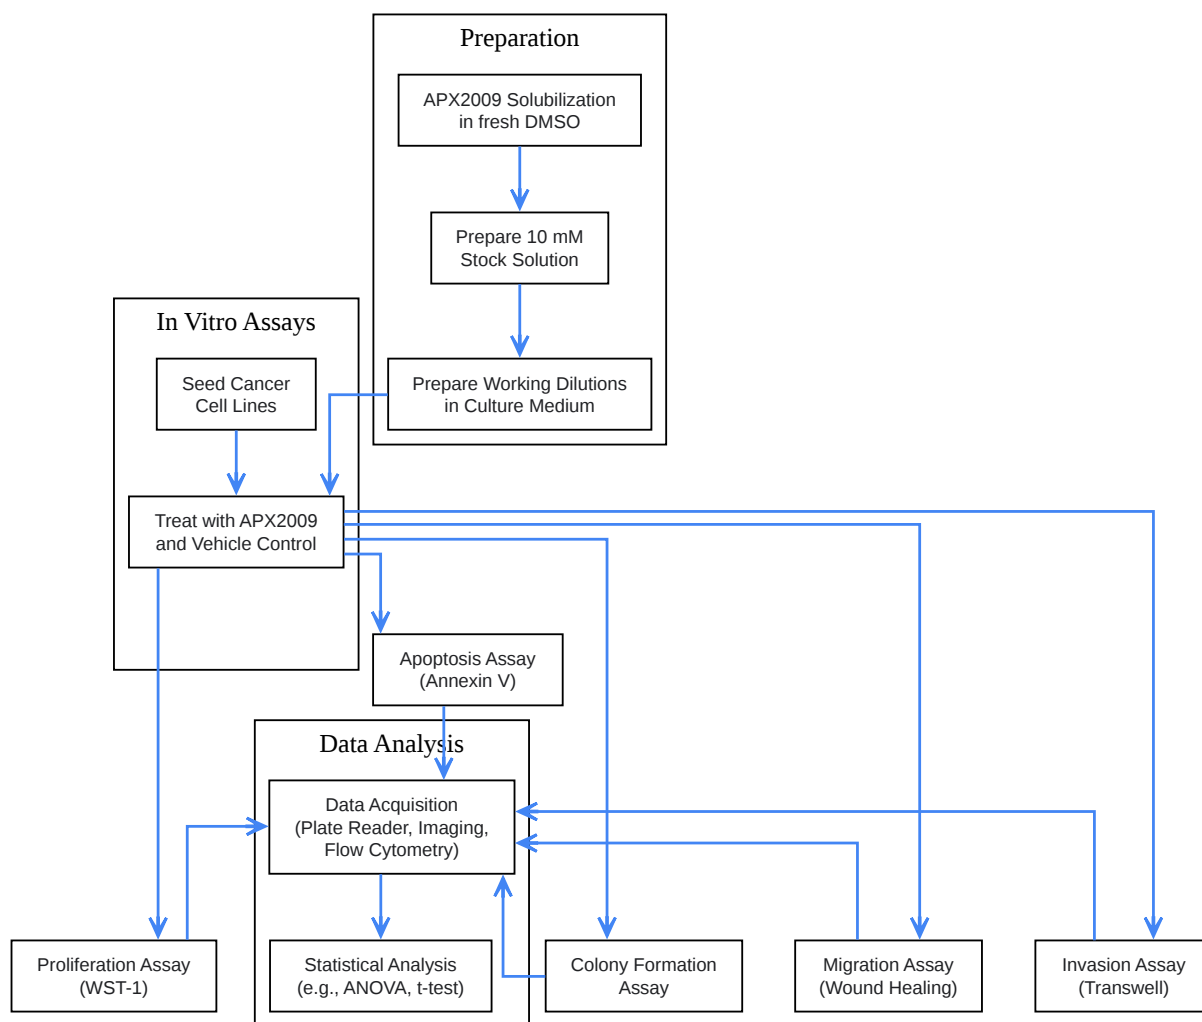 Preparation
APX2009 Solubilization
in fresh DMSO
Prepare 10 mM
Stock Solution
In Vitro Assays
Seed Cancer
Cell Lines
Prepare Working Dilutions
in Culture Medium
Treat with APX2009
and Vehicle Control
Apoptosis Assay
(Annexin V)
Data Analysis
Data Acquisition
(Plate Reader, Imaging,
Flow Cytometry)
Proliferation Assay
(WST-1)
Statistical Analysis
(e.g., ANOVA, t-test)
Colony Formation
Assay
Migration Assay
(Wound Healing)
Invasion Assay
(Transwell)